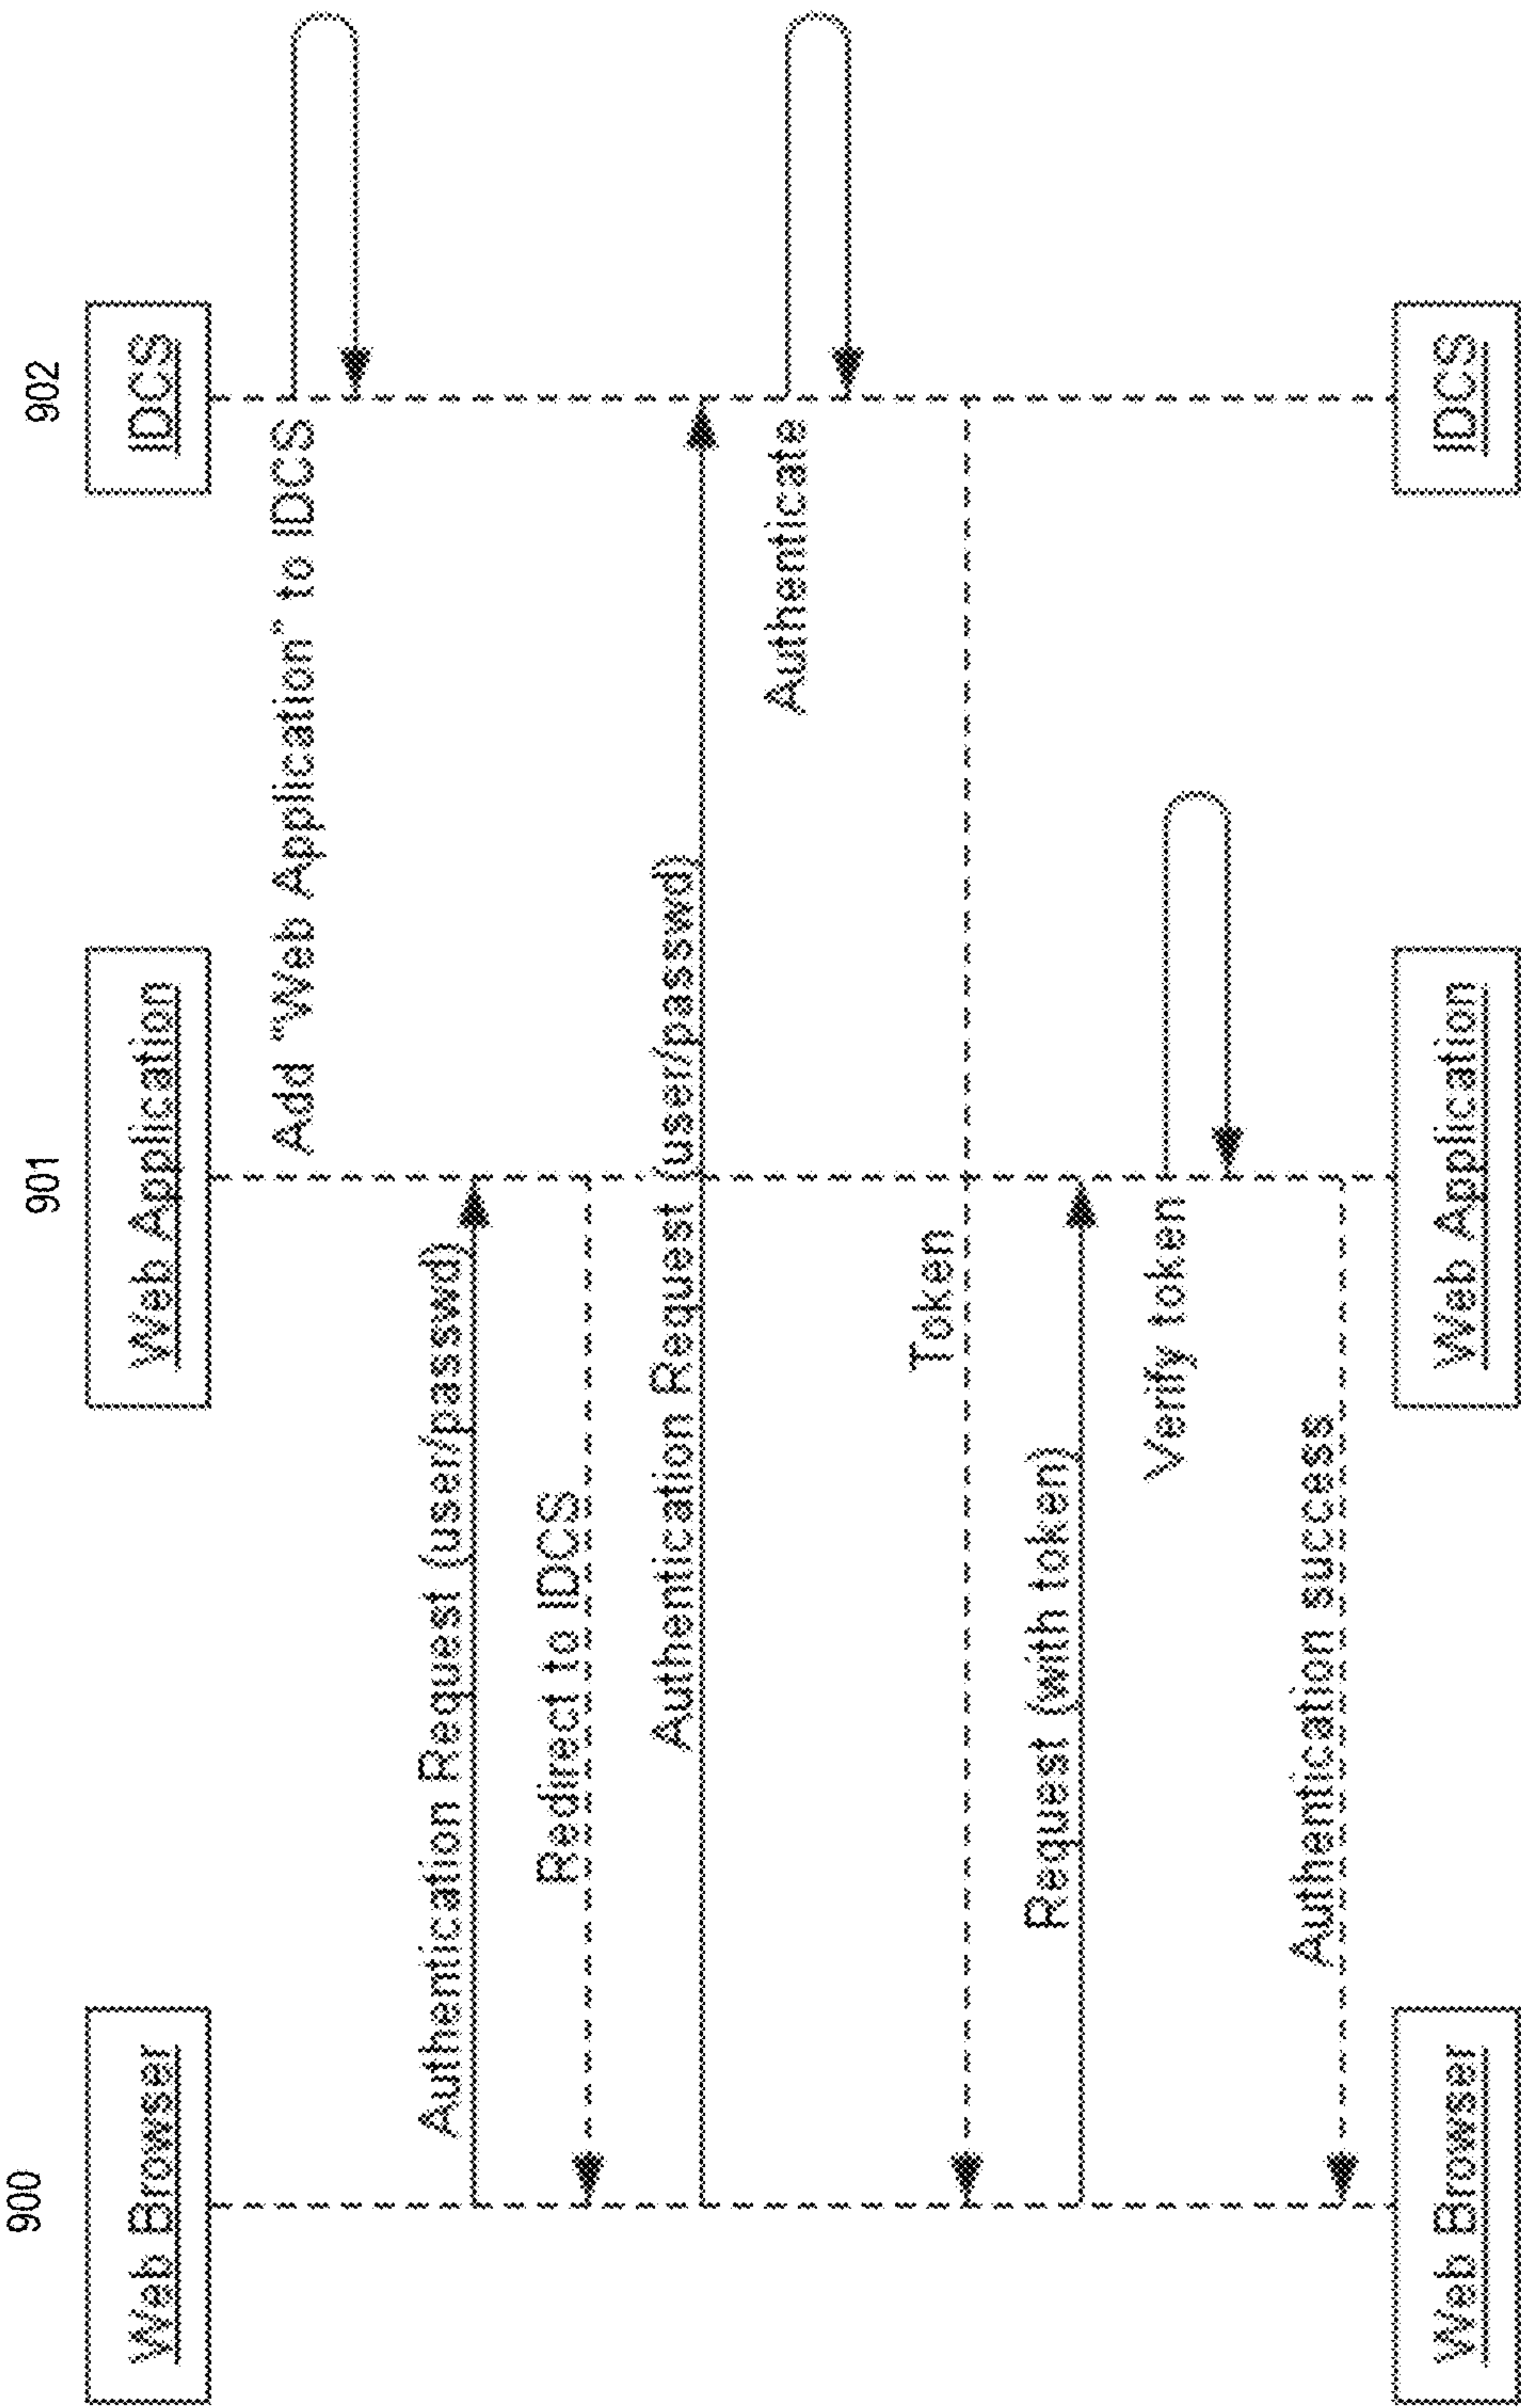 900
901
902
Web Browser
Web Application
IDCS
Add "Web Application" to IDCS
Authentication Request (user/passwd)
Redirect to IDCS
Authentication Request (user/passwd)
Authenticate
Token
Request (with token)
Verify token
Authentication success
Web Browser
Web Application
IDCS